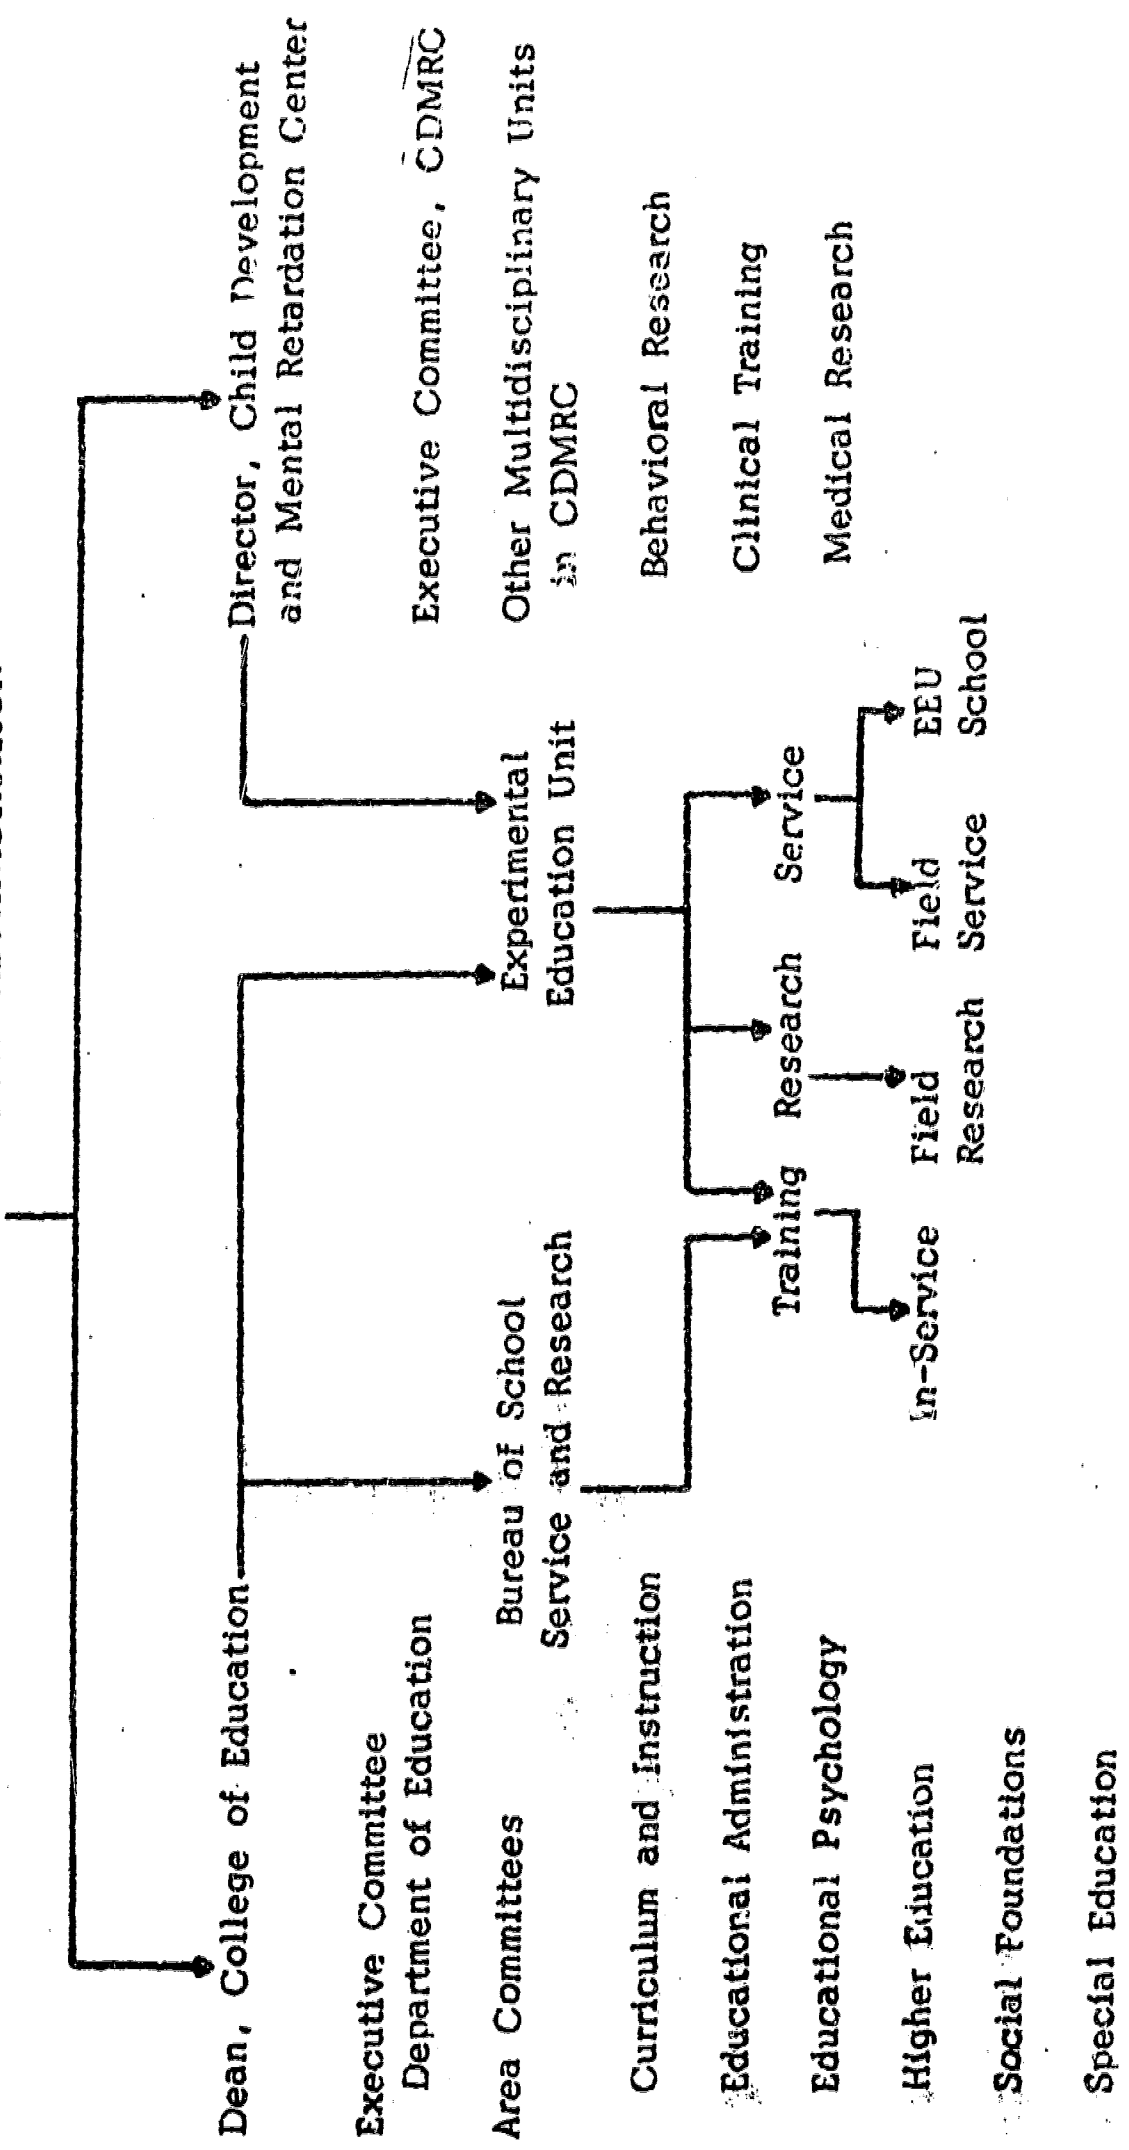 Dean, College of Education
Director, Child Development
and Mental Retardation Center
Executive Committee
Department of Education
Executive Committee, CDMRC
Area Committees
Bureau of School
Service and Research
Experimental
Education Unit
Other Multidisciplinary Units
in CDMRC
Curriculum and Instruction
Behavioral Research
Educational Administration
Training
Research
Service
Clinical Training
Educational Psychology
Medical Research
Higher Education
In-Service
Field
Research
Field
Service
EEU
School
Social Foundations
Special Education